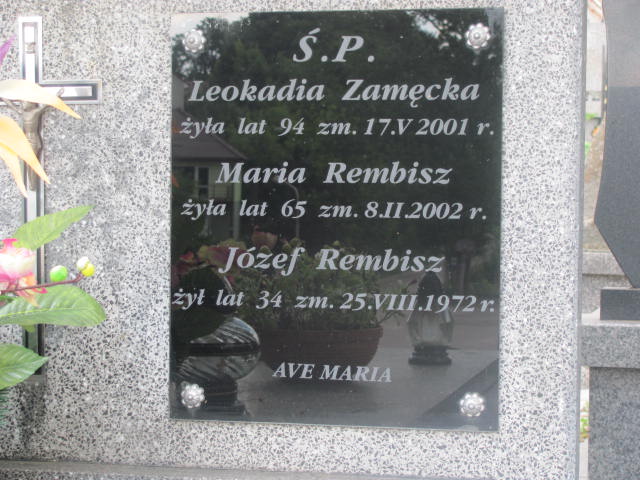 Ś.P.
Leokadia Zamęcka
żyła lat 94 zm. 17.V 2001 r.
Maria Rembisz
żyła lat 65 zm. 8.II.2002 r.
Józef Rembisz
żył lat 34 zm. 25.VIII.1972 r.
AVE MARIA